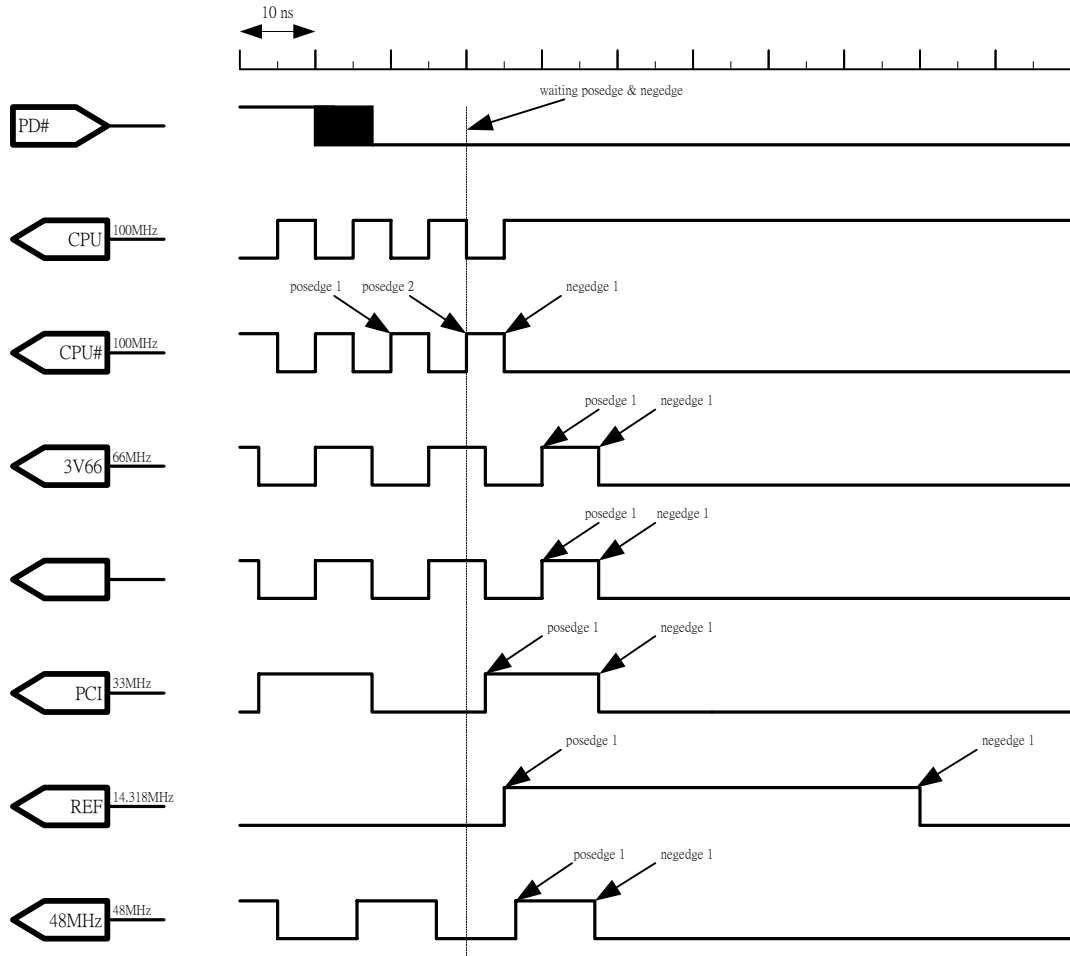 10 ns
waiting posedge & negedge
PD#
CPU 100MHz
posedge 1 posedge 2 negedge 1
CPU# 100MHz
posedge 1 negedge 1
3V66 66MHz
posedge 1 negedge 1
posedge 1 negedge 1
PCI 33MHz
posedge 1 negedge 1
REF 14.318MHz
posedge 1 negedge 1
48MHz 48MHz